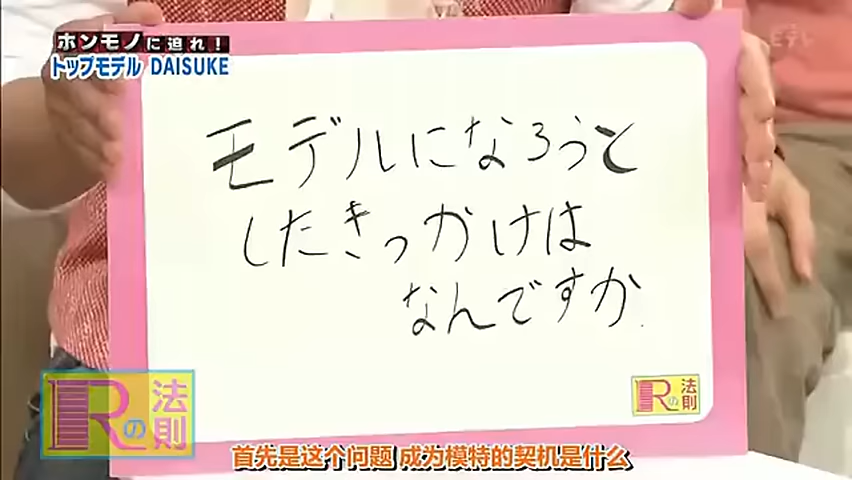 ホンモノに迫れ!
トップモデル DAISUKE
Eテレ
モデルになろうと
したきっかけは
なんですか
Rの法則
Rの法則
首先是这个问题 成为模特的契机是什么